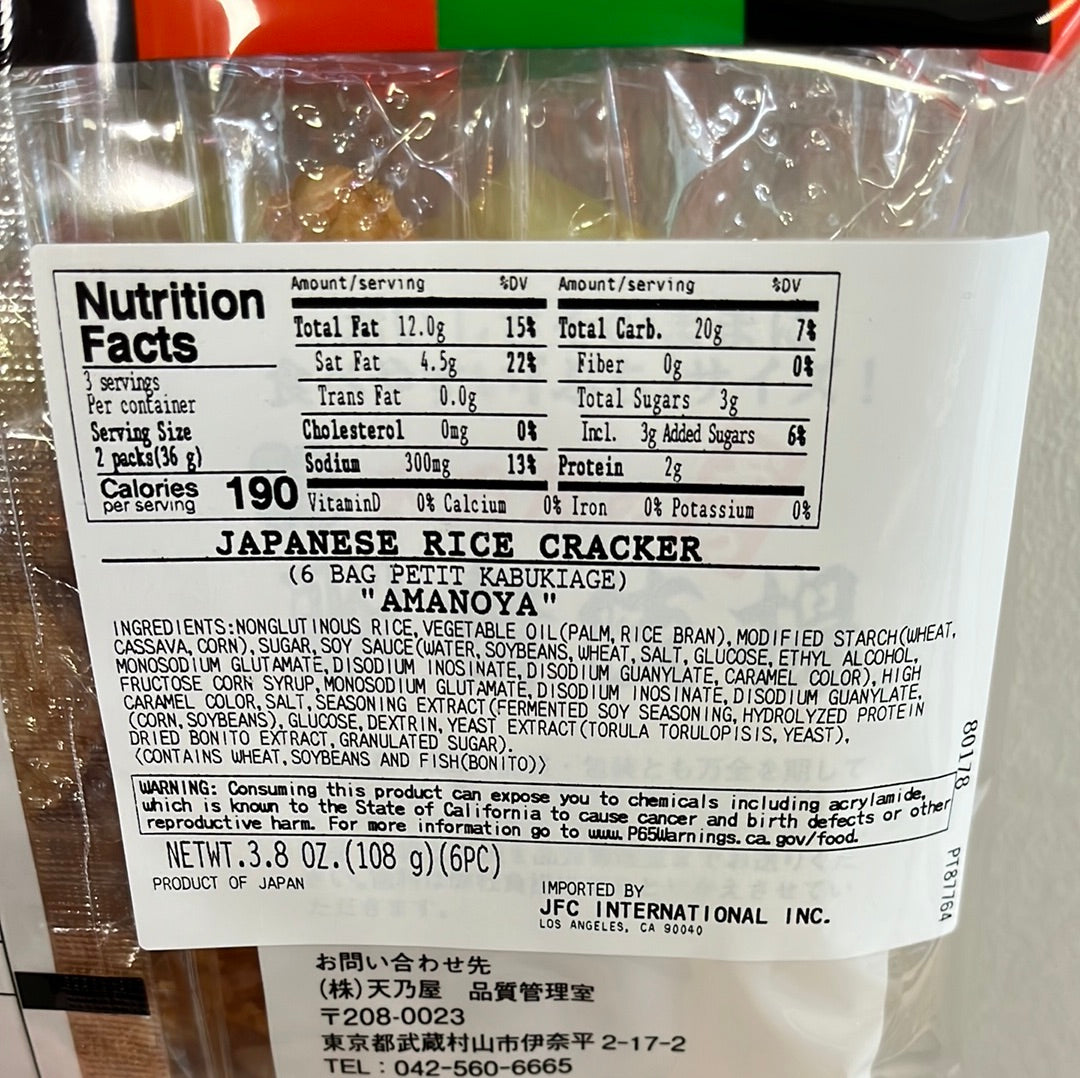 Nutrition
Facts
3 servings
Per container
Serving Size
2 packs(36 g)
Calories
per serving
190
Amount/serving %DV
Total Fat 12.0g 15%
Sat Fat 4.5g 22%
Trans Fat 0.0g
Cholesterol 0mg 0%
Sodium 300mg 13%
Amount/serving %DV
Total Carb. 20g 7%
Fiber 0g 0%
Total Sugars 3g
Incl. 3g Added Sugars 6%
Protein 2g
VitaminD 0% Calcium 0% Iron 0% Potassium 0%
JAPANESE RICE CRACKER
(6 BAG PETIT KABUKIAGE)
"AMANOYA"
INGREDIENTS:NONGLUTINOUS RICE, VEGETABLE OIL(PALM, RICE BRAN), MODIFIED STARCH(WHEAT,
CASSAVA, CORN), SUGAR, SOY SAUCE(WATER, SOYBEANS, WHEAT, SALT, GLUCOSE, ETHYL ALCOHOL,
MONOSODIUM GLUTAMATE, DISODIUM INOSINATE, DISODIUM GUANYLATE, CARAMEL COLOR), HIGH
FRUCTOSE CORN SYRUP, MONOSODIUM GLUTAMATE, DISODIUM INOSINATE, DISODIUM GUANYLATE,
CARAMEL COLOR, SALT, SEASONING EXTRACT(FERMENTED SOY SEASONING, HYDROLYZED PROTEIN
(CORN, SOYBEANS), GLUCOSE, DEXTRIN, YEAST EXTRACT(TORULA TORULOPISIS, YEAST),
DRIED BONITO EXTRACT, GRANULATED SUGAR).
<CONTAINS WHEAT, SOYBEANS AND FISH(BONITO)>
WARNING: Consuming this product can expose you to chemicals including acrylamide,
which is known to the State of California to cause cancer and birth defects or other
reproductive harm. For more information go to www.P65Warnings.ca.gov/food.
80178
PT87764
NETWT.3.8 OZ.(108 g)(6PC)
PRODUCT OF JAPAN
IMPORTED BY
JFC INTERNATIONAL INC.
LOS ANGELES, CA 90040
お問い合わせ先
(株)天乃屋 品質管理室
〒208-0023
東京都武蔵村山市伊奈平 2-17-2
TEL：042-560-6665